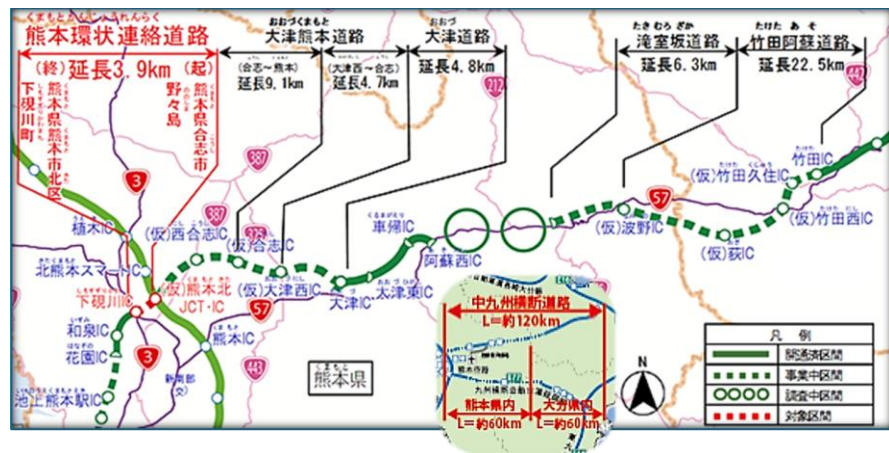 熊本環状連絡道路
(終) 延長3.9km (起)
下硯川町
熊本県熊本市北区
野々島
熊本県合志市
大津熊本道路
(合志~熊本)
延長9.1km
(大津西~合志)
延長4.7km
大津道路
延長4.8km
滝室坂道路
延長6.3km
竹田阿蘇道路
延長22.5km
442
212
387
387
325
3
植木IC
(仮)西合志IC
(仮)合志IC
北熊本スマートIC
(仮)大津西IC
下硯川IC
(仮)熊本北
JCT・IC
57
大津IC
大津東IC
車帰IC
阿蘇西IC
57
(仮)波野IC
(仮)荻IC
(仮)竹田久住IC
竹田IC
(仮)竹田西IC
和泉IC
花園IC
3
熊本IC
池上熊本駅IC
443
熊本県
中九州横断道路
L=約120km
熊本県内
L=約60km
大分県内
L=約60km
N
凡 例
開通済区間
事業中区間
調査中区間
対象区間